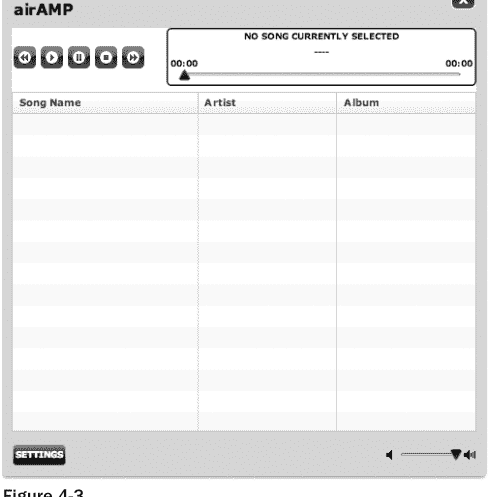 airAMP
NO SONG CURRENTLY SELECTED
----
00:00 00:00
Song Name Artist Album
SETTINGS
Figure 4-3